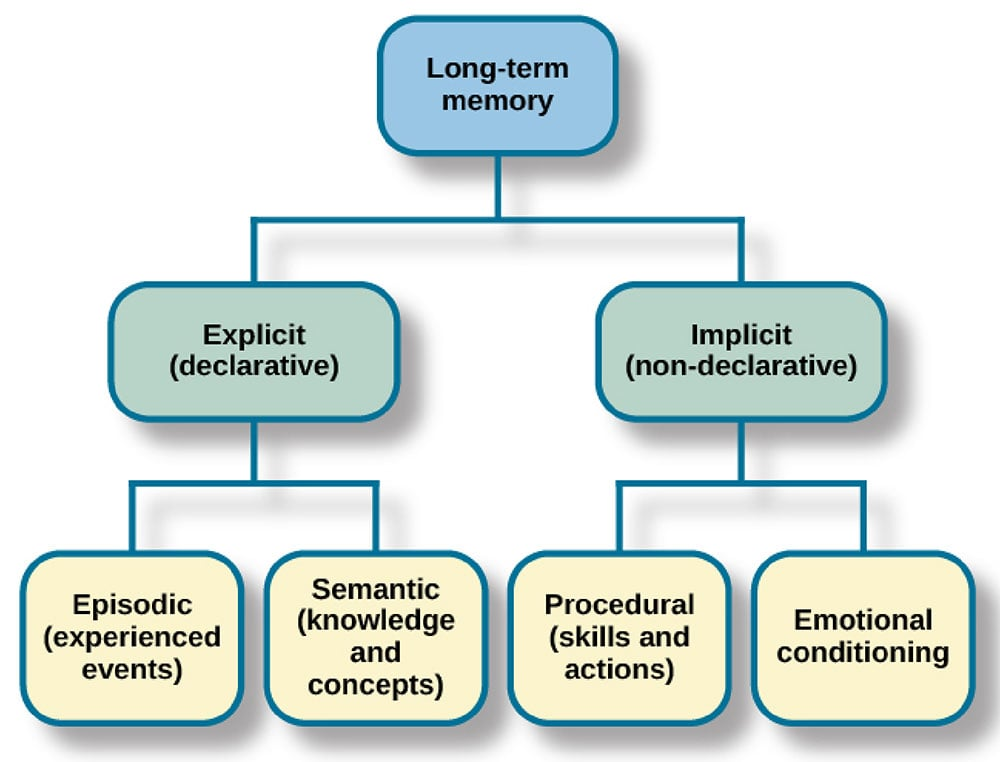 Long-term
memory
Explicit
(declarative)
Implicit
(non-declarative)
Episodic
(experienced
events)
Semantic
(knowledge
and
concepts)
Procedural
(skills and
actions)
Emotional
conditioning